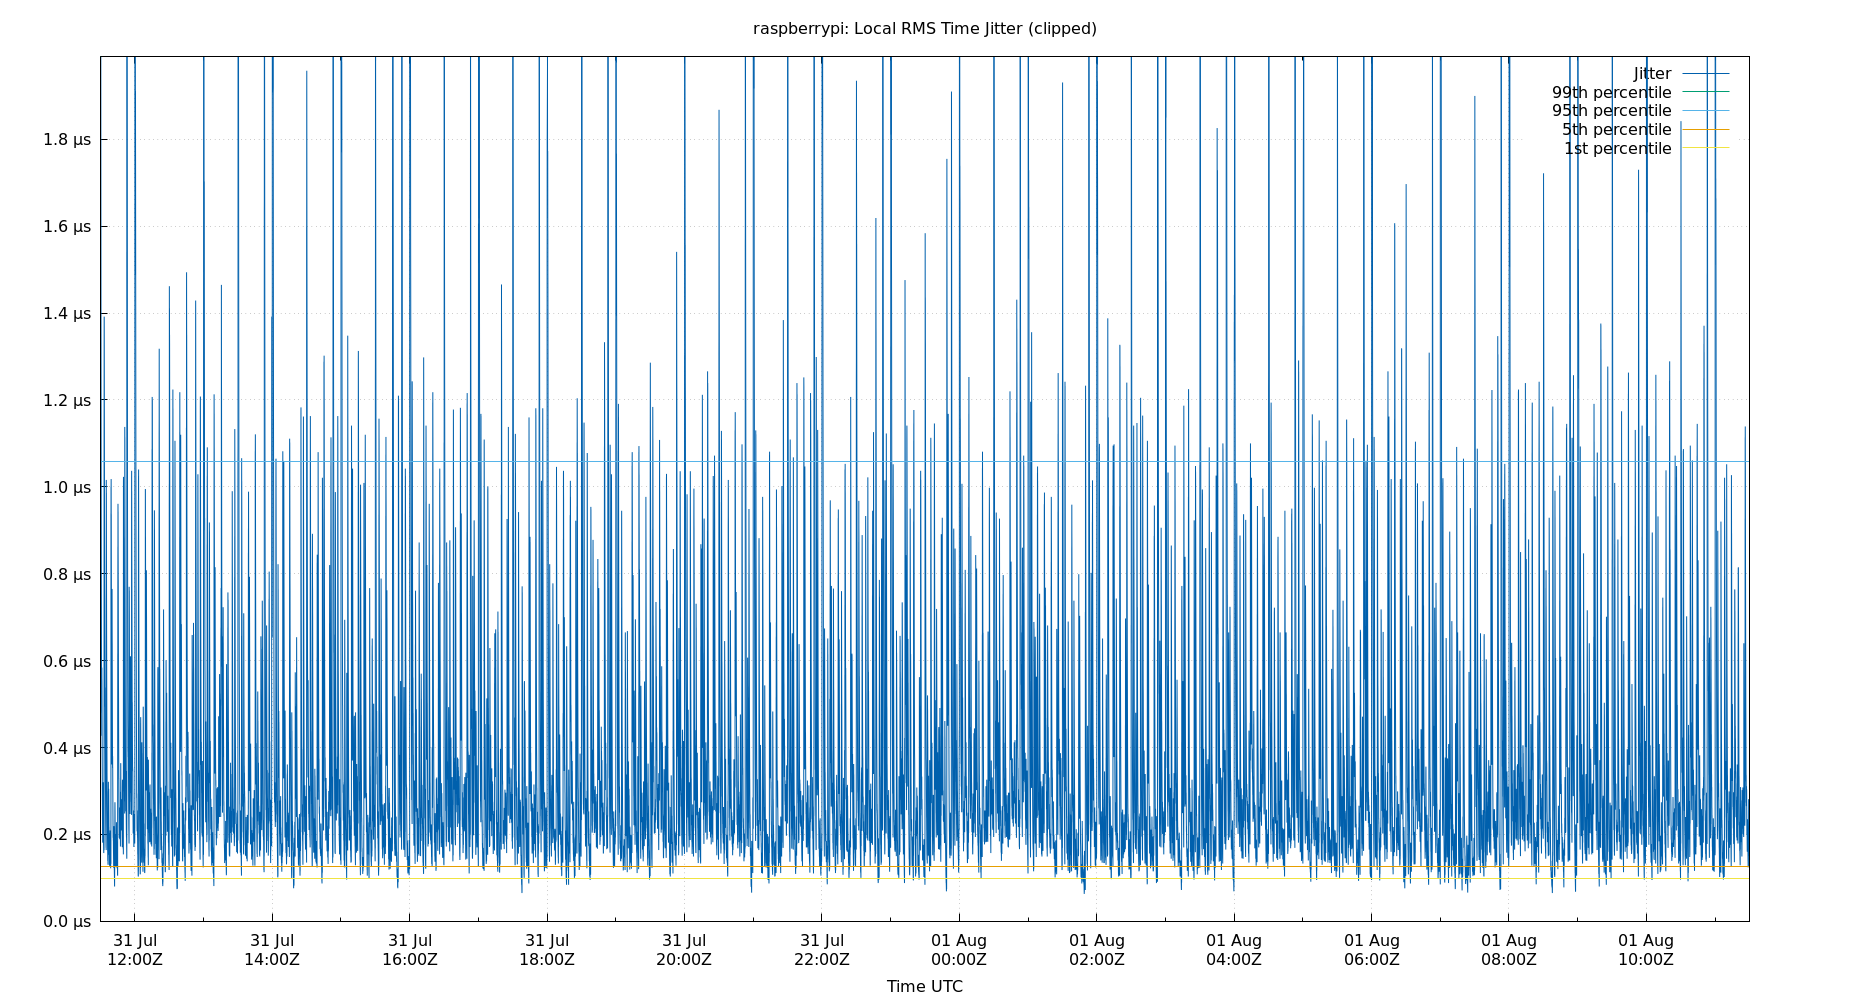 raspberrypi: Local RMS Time Jitter (clipped)
Jitter
99th percentile
95th percentile
5th percentile
1st percentile
1.8 µs
1.6 µs
1.4 µs
1.2 µs
1.0 µs
0.8 µs
0.6 µs
0.4 µs
0.2 µs
0.0 µs
31 Jul 31 Jul 31 Jul 31 Jul 31 Jul 31 Jul 01 Aug 01 Aug 01 Aug 01 Aug 01 Aug 01 Aug
12:00Z 14:00Z 16:00Z 18:00Z 20:00Z 22:00Z 00:00Z 02:00Z 04:00Z 06:00Z 08:00Z 10:00Z
Time UTC